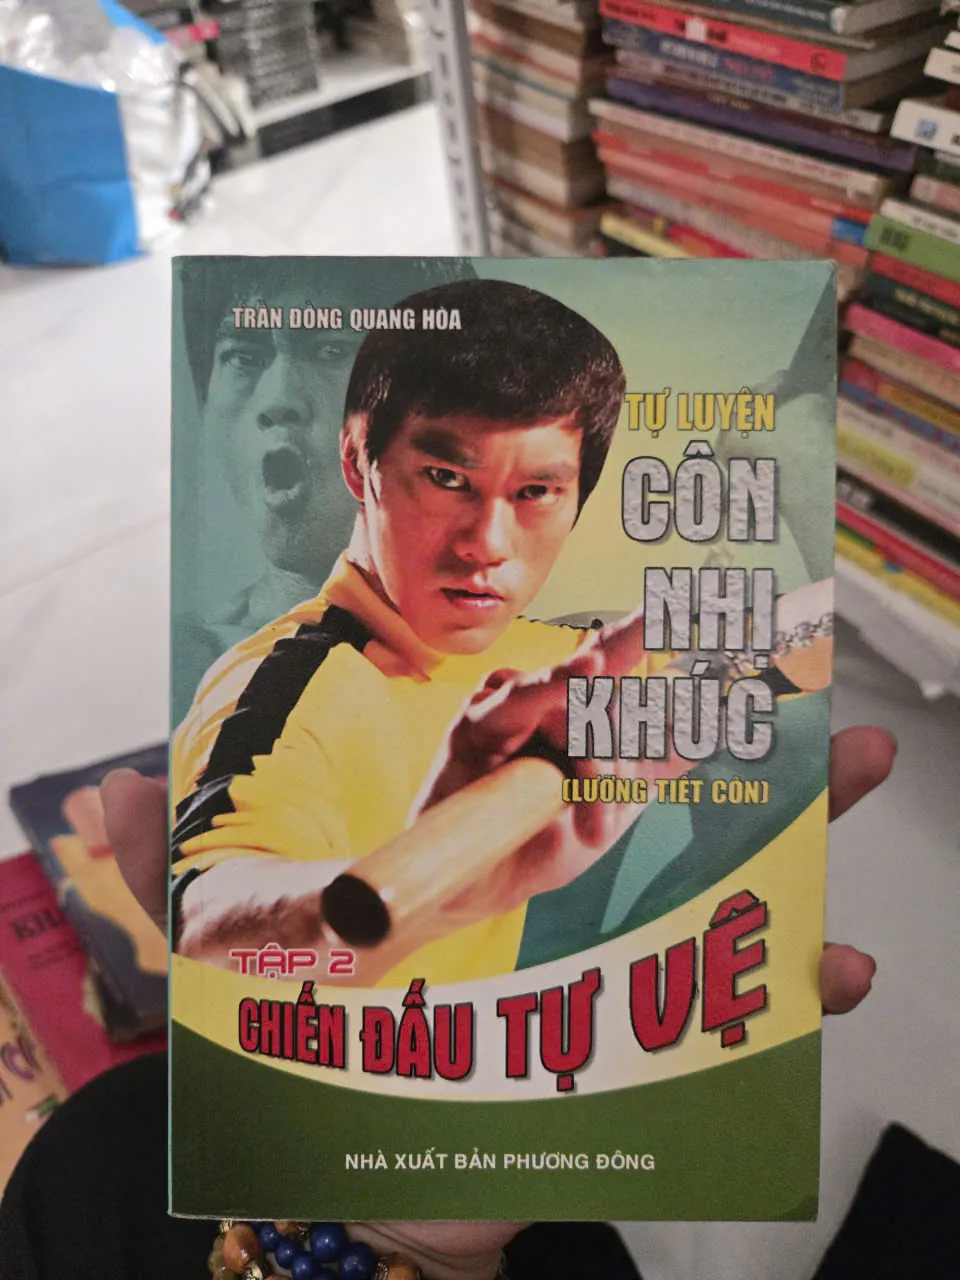 TRẦN ĐỒNG QUANG HÒA
TỰ LUYỆN
CÔN
NHỊ
KHÚC
(LƯỠNG TIẾT CÔN)
TẬP 2
CHIẾN ĐẤU TỰ VỆ
NHÀ XUẤT BẢN PHƯƠNG ĐÔNG